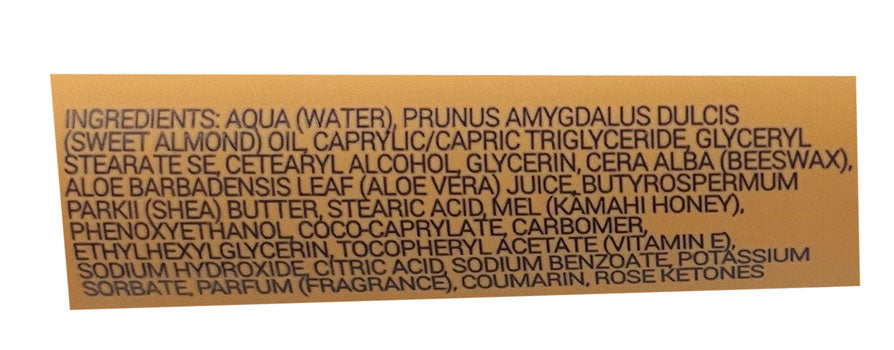 INGREDIENTS: AQUA (WATER), PRUNUS AMYGDALUS DULCIS
(SWEET ALMOND) OIL, CAPRYLIC/CAPRIC TRIGLYCERIDE, GLYCERYL
STEARATE SE, CETEARYL ALCOHOL, GLYCERIN, CERA ALBA (BEESWAX),
ALOE BARBADENSIS LEAF (ALOE VERA) JUICE, BUTYROSPERMUM
PARKII (SHEA) BUTTER, STEARIC ACID, MEL (KAMAHI HONEY),
PHENOXYETHANOL, COCO-CAPRYLATE, CARBOMER,
ETHYLHEXYLGLYCERIN, TOCOPHERYL ACETATE (VITAMIN E),
SODIUM HYDROXIDE, CITRIC ACID, SODIUM BENZOATE, POTASSIUM
SORBATE, PARFUM (FRAGRANCE), COUMARIN, ROSE KETONES